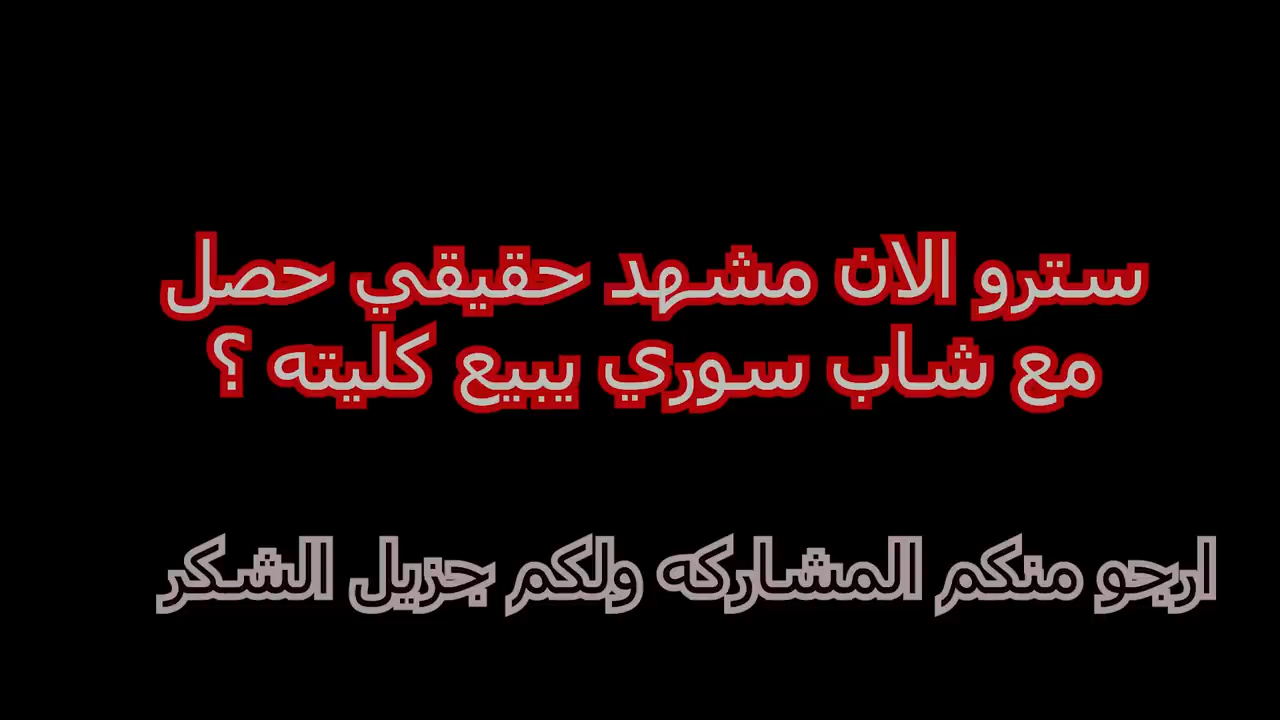 سترو الان مشهد حقيقي حصل
مع شاب سوري يبيع كليته ؟
ارجو منكم المشاركه ولكم جزيل الشكر